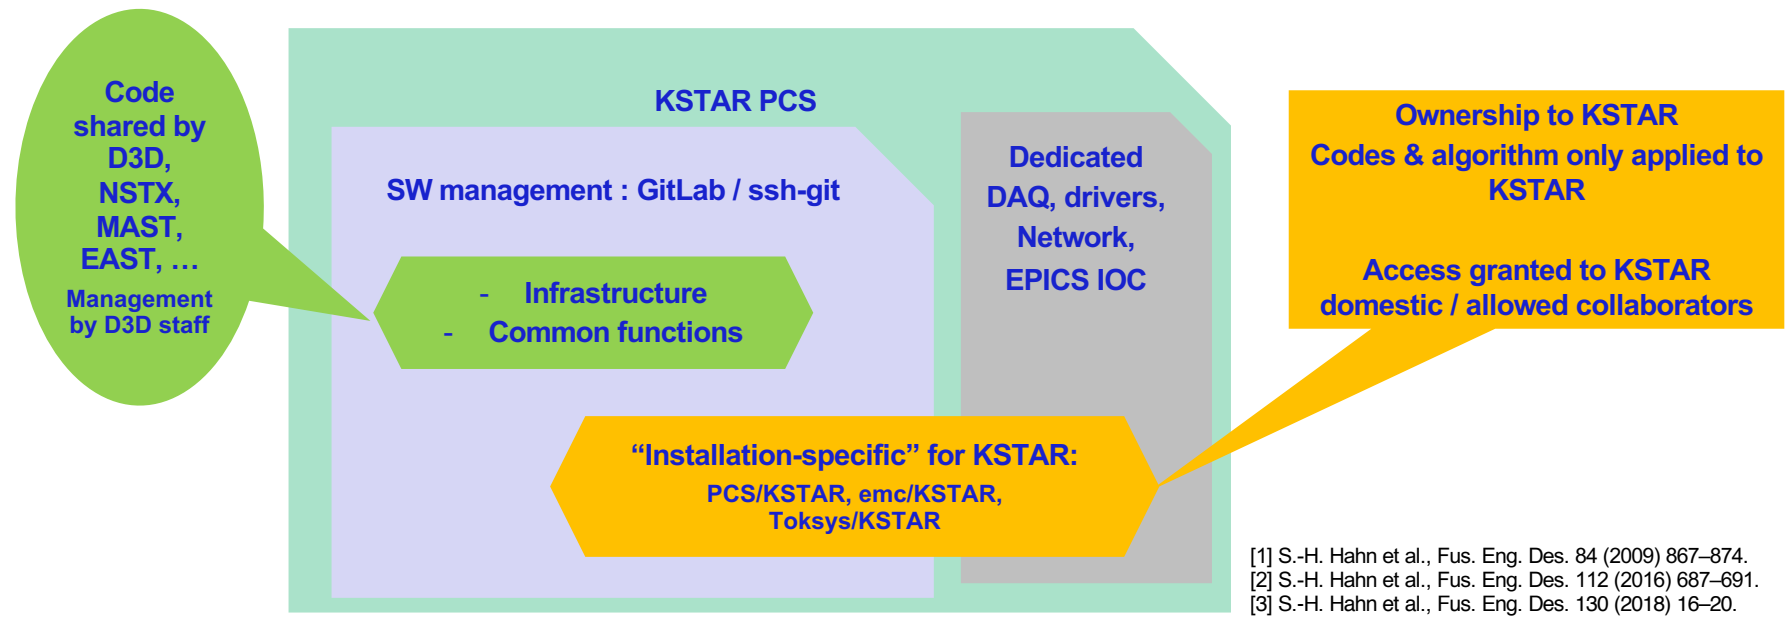 Code
shared by
D3D,
NSTX,
MAST,
EAST, …
Management
by D3D staff
KSTAR PCS
SW management : GitLab / ssh-git
- Infrastructure
- Common functions
Dedicated
DAQ, drivers,
Network,
EPICS IOC
“Installation-specific” for KSTAR:
PCS/KSTAR, emc/KSTAR,
Toksys/KSTAR
Ownership to KSTAR
Codes & algorithm only applied to
KSTAR
Access granted to KSTAR
domestic / allowed collaborators
[1] S.-H. Hahn et al., Fus. Eng. Des. 84 (2009) 867–874.
[2] S.-H. Hahn et al., Fus. Eng. Des. 112 (2016) 687–691.
[3] S.-H. Hahn et al., Fus. Eng. Des. 130 (2018) 16–20.